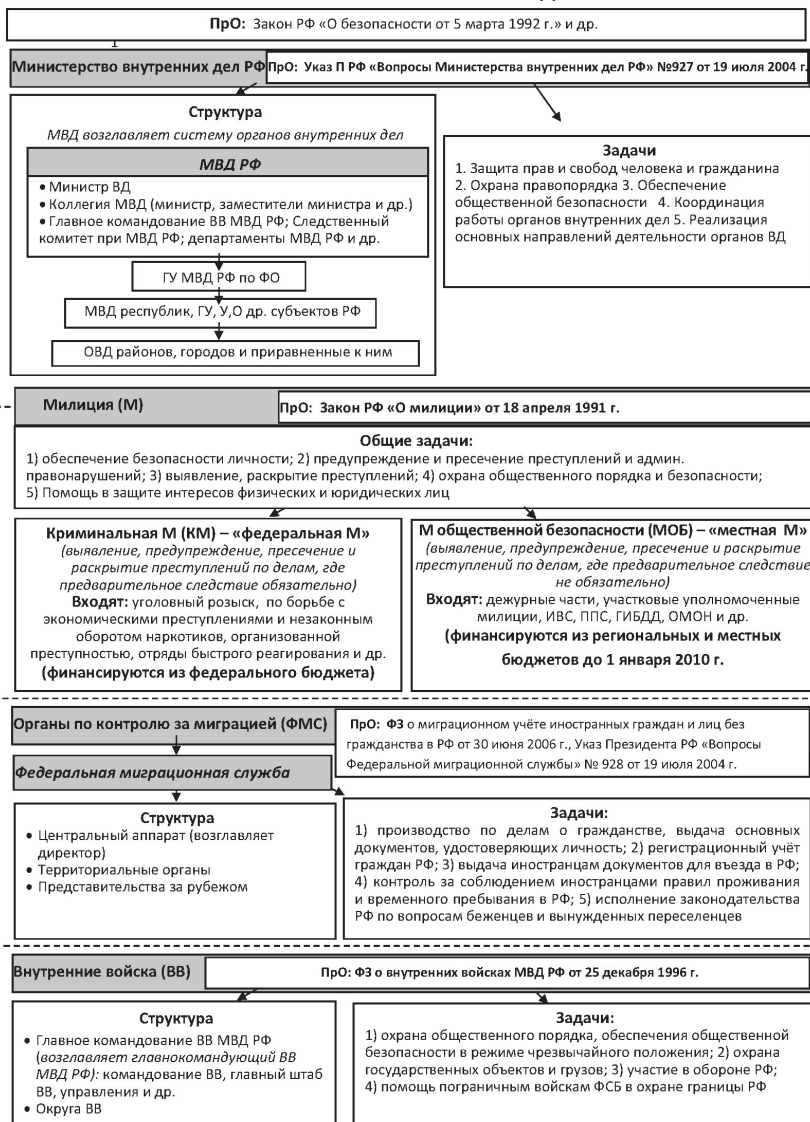 ПрО: Закон РФ «О безопасности от 5 марта 1992 г.» и др.
Министерство внутренних дел РФ
ПрО: Указ П РФ «Вопросы Министерства внутренних дел РФ» №927 от 19 июля 2004 г.
Структура
МВД возглавляет систему органов внутренних дел
МВД РФ
• Министр ВД
• Коллегия МВД (министр, заместители министра и др.)
• Главное командование ВВ МВД РФ; Следственный
комитет при МВД РФ; департаменты МВД РФ и др.
ГУ МВД РФ по ФО
МВД республик, ГУ, У,О др. субъектов РФ
ОВД районов, городов и приравненные к ним
Задачи
1. Защита прав и свобод человека и гражданина
2. Охрана правопорядка 3. Обеспечение
общественной безопасности 4. Координация
работы органов внутренних дел 5. Реализация
основных направлений деятельности органов ВД
Милиция (М)
ПрО: Закон РФ «О милиции» от 18 апреля 1991 г.
Общие задачи:
1) обеспечение безопасности личности; 2) предупреждение и пресечение преступлений и админ.
правонарушений; 3) выявление, раскрытие преступлений; 4) охрана общественного порядка и безопасности;
5) Помощь в защите интересов физических и юридических лиц
Криминальная М (КМ) – «федеральная М»
(выявление, предупреждение, пресечение и
раскрытие преступлений по делам, где
предварительное следствие обязательно)
Входят: уголовный розыск, по борьбе с
экономическими преступлениями и незаконным
оборотом наркотиков, организованной
преступностью, отряды быстрого реагирования и др.
(финансируются из федерального бюджета)
М общественной безопасности (МОБ) – «местная М»
(выявление, предупреждение, пресечение и раскрытие
преступлений по делам, где предварительное следствие
не обязательно)
Входят: дежурные части, участковые уполномоченные
милиции, ИВС, ППС, ГИБДД, ОМОН и др.
(финансируются из региональных и местных
бюджетов до 1 января 2010 г.
Органы по контролю за миграцией (ФМС)
ПрО: ФЗ о миграционном учёте иностранных граждан и лиц без
гражданства в РФ от 30 июня 2006 г., Указ Президента РФ «Вопросы
Федеральной миграционной службы» № 928 от 19 июля 2004 г.
Федеральная миграционная служба
Структура
• Центральный аппарат (возглавляет
директор)
• Территориальные органы
• Представительства за рубежом
Задачи:
1) производство по делам о гражданстве, выдача основных
документов, удостоверяющих личность; 2) регистрационный учёт
граждан РФ; 3) выдача иностранцам документов для въезда в РФ;
4) контроль за соблюдением иностранцами правил проживания
и временного пребывания в РФ; 5) исполнение законодательства
РФ по вопросам беженцев и вынужденных переселенцев
Внутренние войска (ВВ)
ПрО: ФЗ о внутренних войсках МВД РФ от 25 декабря 1996 г.
Структура
• Главное командование ВВ МВД РФ
(возглавляет главнокомандующий ВВ
МВД РФ): командование ВВ, главный штаб
ВВ, управления и др.
• Округа ВВ
Задачи:
1) охрана общественного порядка, обеспечения общественной
безопасности в режиме чрезвычайного положения; 2) охрана
государственных объектов и грузов; 3) участие в обороне РФ;
4) помощь пограничным войскам ФСБ в охране границы РФ